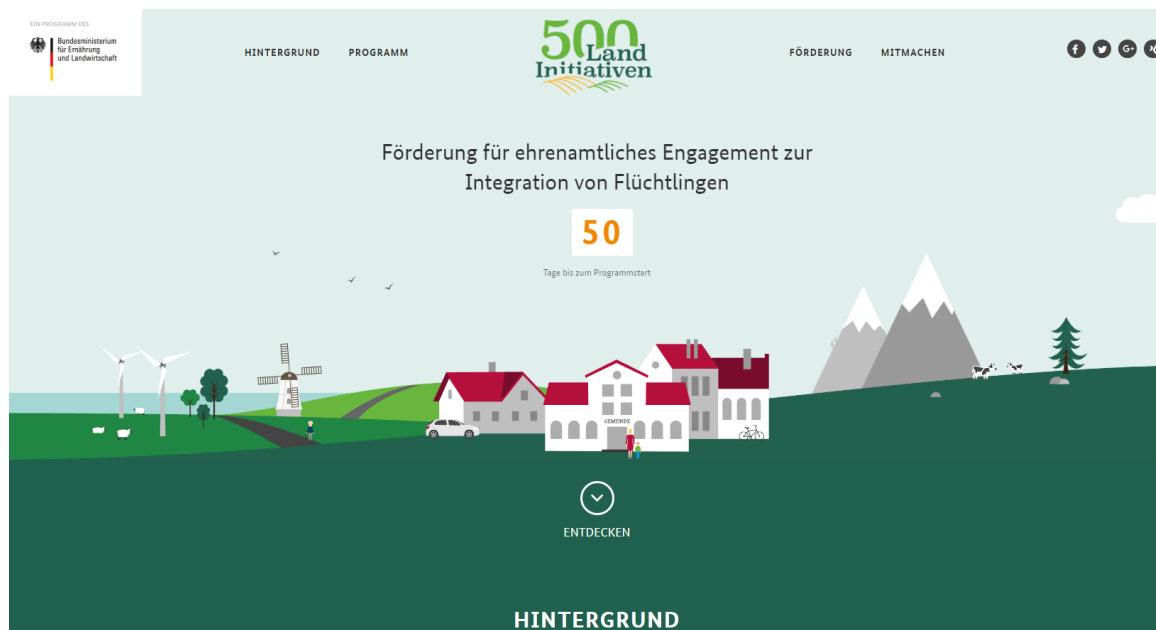 EIN PROGRAMM DES
Bundesministerium
für Ernährung
und Landwirtschaft
HINTERGRUND PROGRAMM
500
Land
Initiativen
FÖRDERUNG MITMACHEN
f G+
Förderung für ehrenamtliches Engagement zur
Integration von Flüchtlingen
50
Tage bis zum Programmstart
GEMEINDE
ENTDECKEN
HINTERGRUND